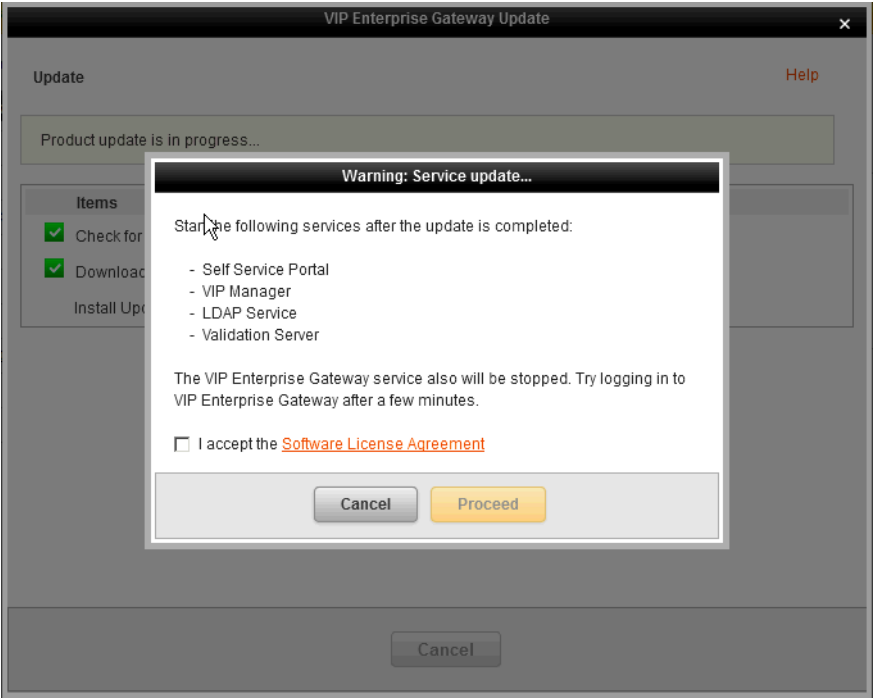 VIP Enterprise Gateway Update
Update
Help
Product update is in progress...
Warning: Service update...
Items
Start the following services after the update is completed:
Check for
- Self Service Portal
Download
- VIP Manager
Install
- LDAP Service
- Validation Server
The VIP Enterprise Gateway service also will be stopped. Try logging in to
VIP Enterprise Gateway after a few minutes.
I accept the Software License Agreement
Cancel
Proceed
Cancel